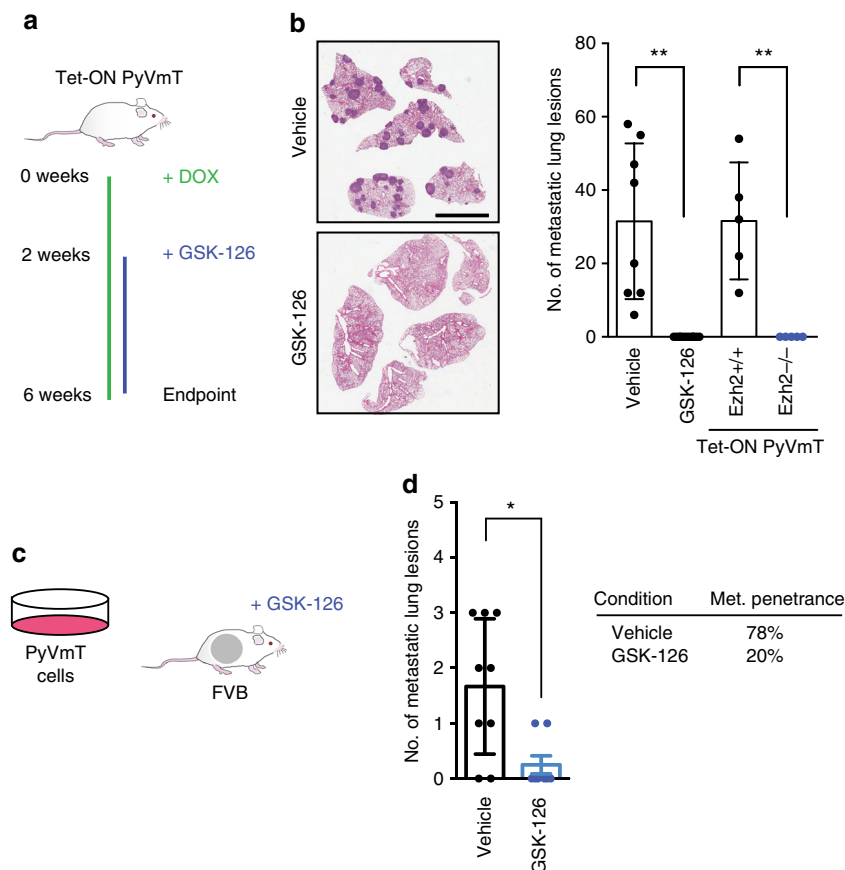 a
Tet-ON PyVmT
0 weeks
+ DOX
2 weeks
+ GSK-126
6 weeks
Endpoint
b
Vehicle
GSK-126
No. of metastatic lung lesions
80
60
40
20
0
**
**
Vehicle
GSK-126
Ezh2+/+
Ezh2–/–
Tet-ON PyVmT
c
PyVmT
cells
+ GSK-126
FVB
d
No. of metastatic lung lesions
5
4
3
2
1
0
*
Vehicle
GSK-126
Condition Met. penetrance
Vehicle 78%
GSK-126 20%